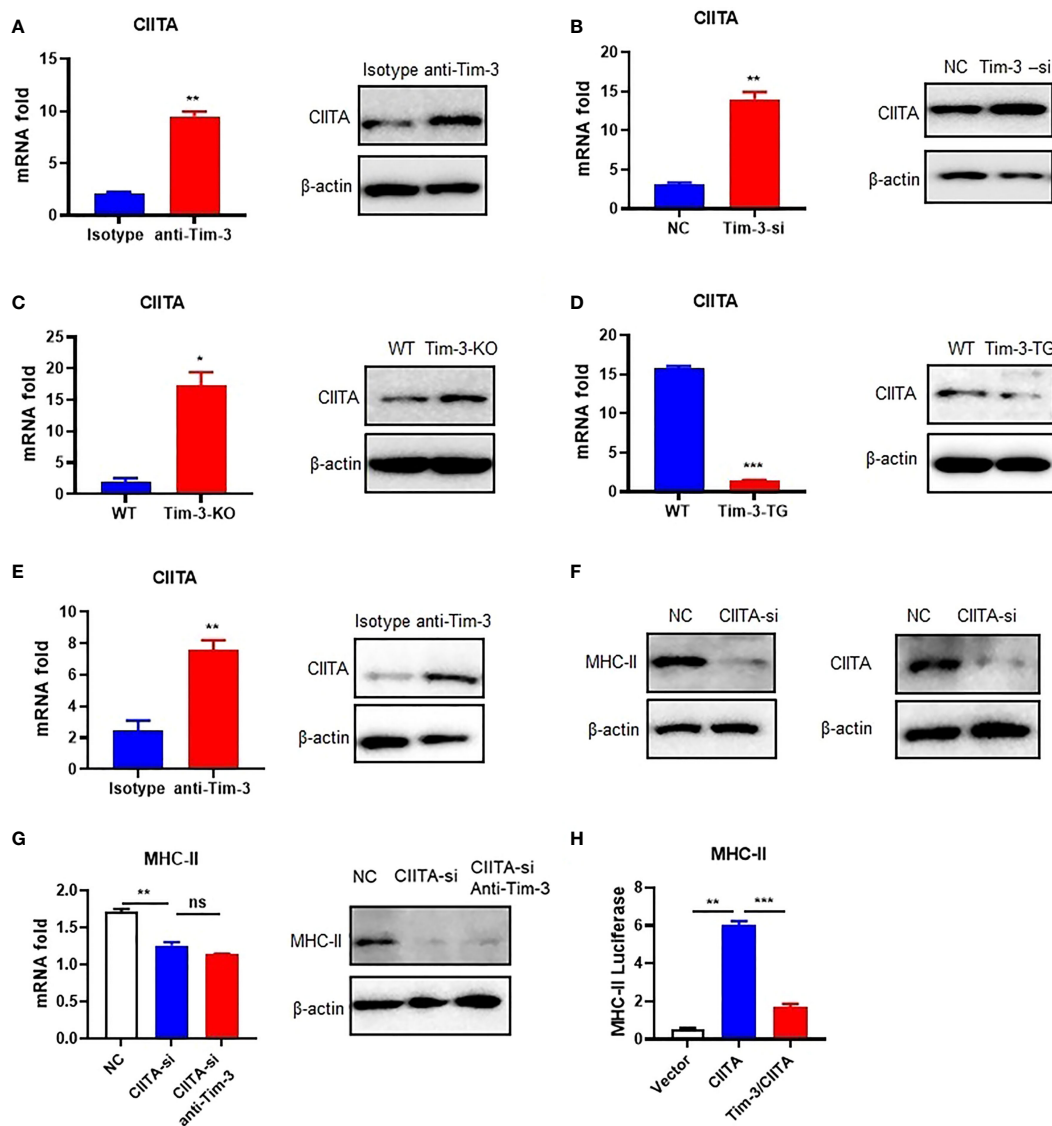 A
CIITA
mRNA fold
15
10
5
0
**
Isotype anti-Tim-3
Isotype anti-Tim-3
CIITA
β-actin
B
CIITA
mRNA fold
20
15
10
5
0
**
NC Tim-3-si
NC Tim-3 –si
CIITA
β-actin
C
CIITA
mRNA fold
25
20
15
10
5
0
*
WT Tim-3-KO
WT Tim-3-KO
CIITA
β-actin
D
CIITA
mRNA fold
20
15
10
5
0
***
WT Tim-3-TG
WT Tim-3-TG
CIITA
β-actin
E
CIITA
mRNA fold
10
8
6
4
2
0
**
Isotype anti-Tim-3
Isotype anti-Tim-3
CIITA
β-actin
F
NC CIITA-si
MHC-II
β-actin
NC CIITA-si
CIITA
β-actin
G
MHC-II
mRNA fold
2.0
1.5
1.0
0.5
0.0
** ns
NC
CIITA-si
CIITA-si
anti-Tim-3
NC CIITA-si CIITA-si
Anti-Tim-3
MHC-II
β-actin
H
MHC-II
MHC-II Luciferase
8
6
4
2
0
** ***
Vector
CIITA
Tim-3/CIITA